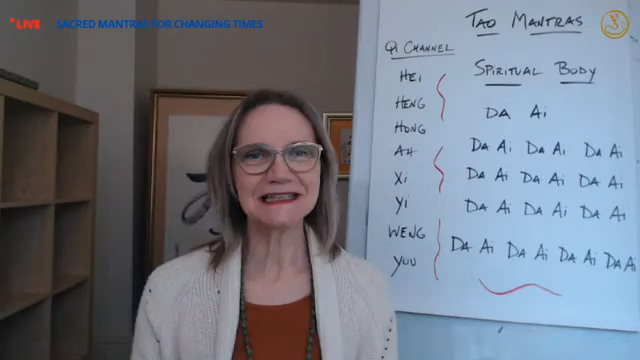 LIVE SACRED MANTRAS FOR CHANGING TIMES
TAO MANTRAS
QI CHANNEL
HEI
HENG
HONG
AH
XI
YI
WENG
YOU
SPIRITUAL BODY
DA AI
DA AI DA AI DA AI
DA AI DA AI DA AI
DA AI DA AI DA AI
DA AI DA AI DA AI DA AI